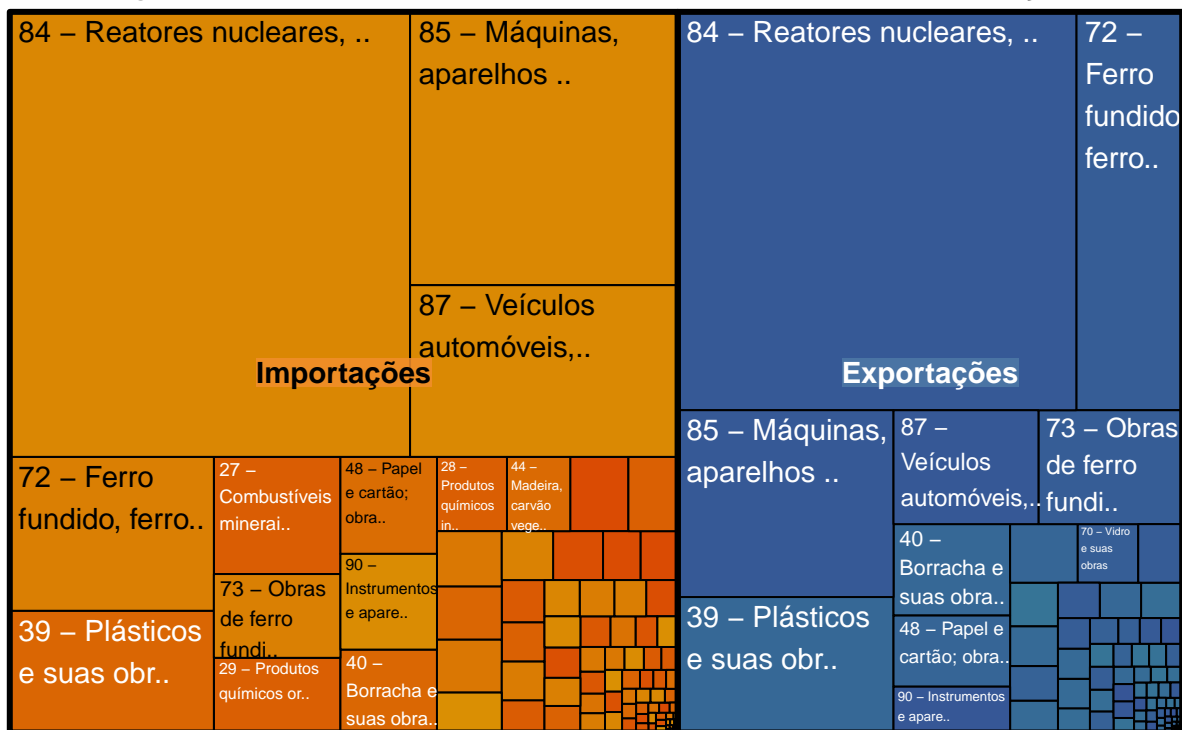 84 – Reatores nucleares, ..
85 – Máquinas,
aparelhos ..
87 – Veículos
automóveis,..
Importações
72 – Ferro
fundido, ferro..
39 – Plásticos
e suas obr..
27 –
Combustíveis
minerai..
73 – Obras
de ferro
fundi..
29 – Produtos
químicos or..
48 – Papel
e cartão;
obra..
90 –
Instrumentos
e apare..
40 –
Borracha e
suas obra..
28 –
Produtos
químicos
in..
44 –
Madeira,
carvão
vege..
84 – Reatores nucleares, ..
72 –
Ferro
fundido,
ferro..
Exportações
85 – Máquinas,
aparelhos ..
39 – Plásticos
e suas obr..
87 –
Veículos
automóveis,..
73 – Obras
de ferro
fundi..
40 –
Borracha e
suas obra..
48 – Papel e
cartão; obra..
90 – Instrumentos
e apare..
70 – Vidro
e suas
obras